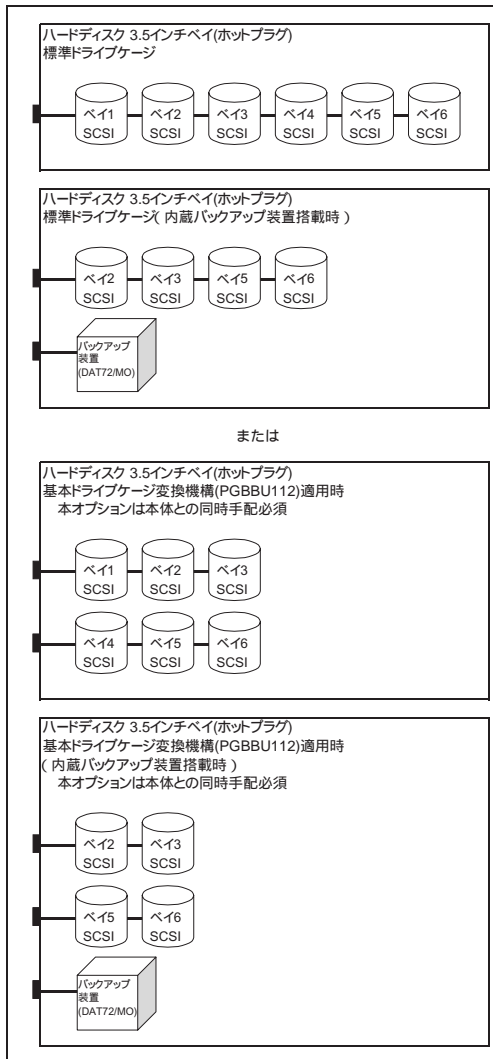 ハードディスク 3.5インチベイ(ホットプラグ)
標準ドライブケージ
ベイ1 ベイ2 ベイ3 ベイ4 ベイ5 ベイ6
SCSI SCSI SCSI SCSI SCSI SCSI
ハードディスク 3.5インチベイ(ホットプラグ)
標準ドライブケージ( 内蔵バックアップ装置搭載時 )
ベイ2 ベイ3 ベイ5 ベイ6
SCSI SCSI SCSI SCSI
バックアップ
装置
(DAT72/MO)
または
ハードディスク 3.5インチベイ(ホットプラグ)
基本ドライブケージ変換機構(PGBBU112)適用時
本オプションは本体との同時手配必須
ベイ1 ベイ2 ベイ3
SCSI SCSI SCSI
ベイ4 ベイ5 ベイ6
SCSI SCSI SCSI
ハードディスク 3.5インチベイ(ホットプラグ)
基本ドライブケージ変換機構(PGBBU112)適用時
( 内蔵バックアップ装置搭載時 )
本オプションは本体との同時手配必須
ベイ2 ベイ3
SCSI SCSI
ベイ5 ベイ6
SCSI SCSI
バックアップ
装置
(DAT72/MO)